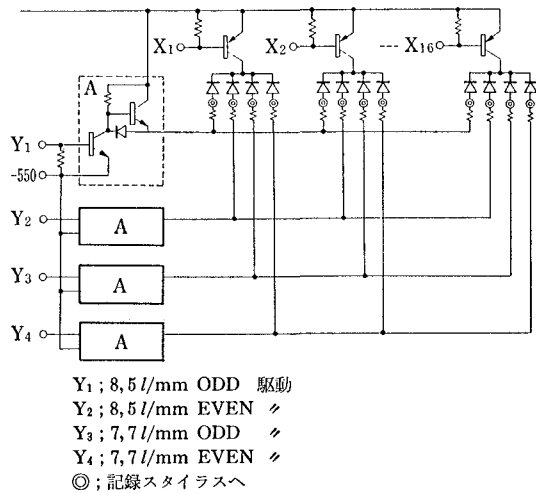 X₁ X₂ --- X₁₆
A
Y₁
-550
Y₂ A
Y₃ A
Y₄ A
Y₁ ; 8,5 l/mm ODD 駆動
Y₂ ; 8,5 l/mm EVEN 〃
Y₃ ; 7,7 l/mm ODD 〃
Y₄ ; 7,7 l/mm EVEN 〃
◎ ; 記録スタイラスへ